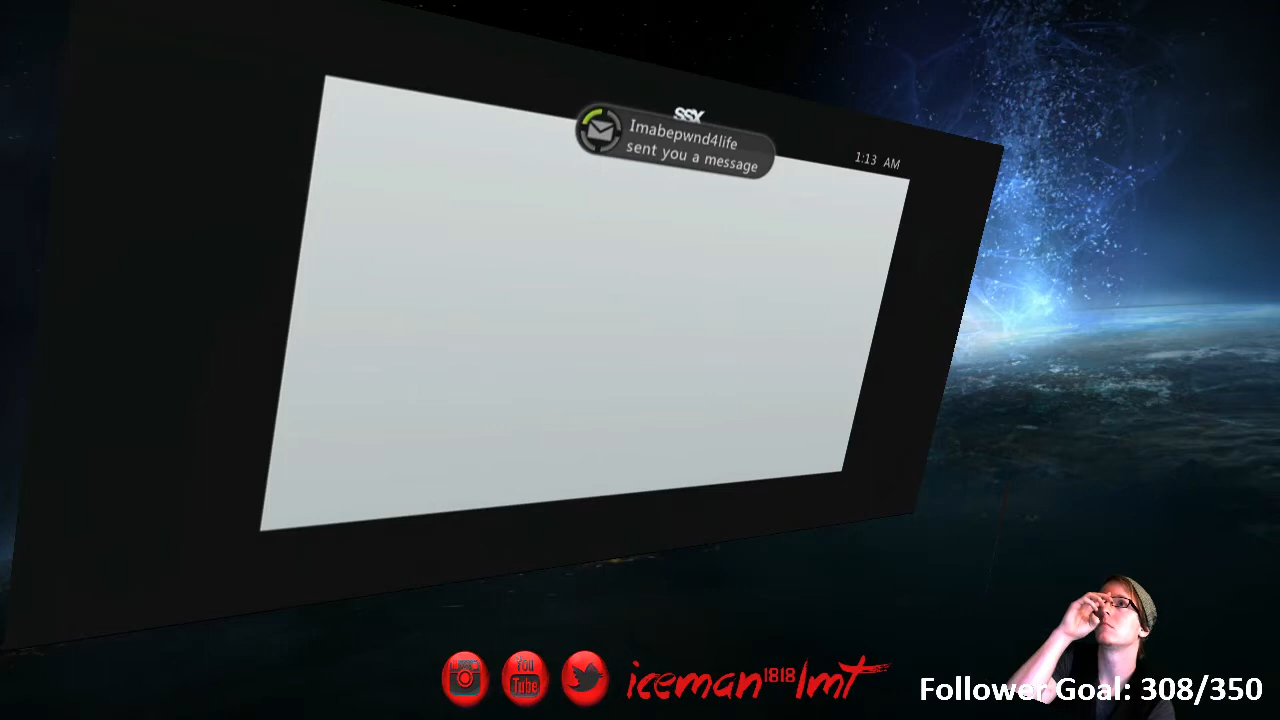 SSX
Imabepwnd4life
sent you a message
1:13 AM
You
Tube
iceman1818lmt
Follower Goal: 308/350